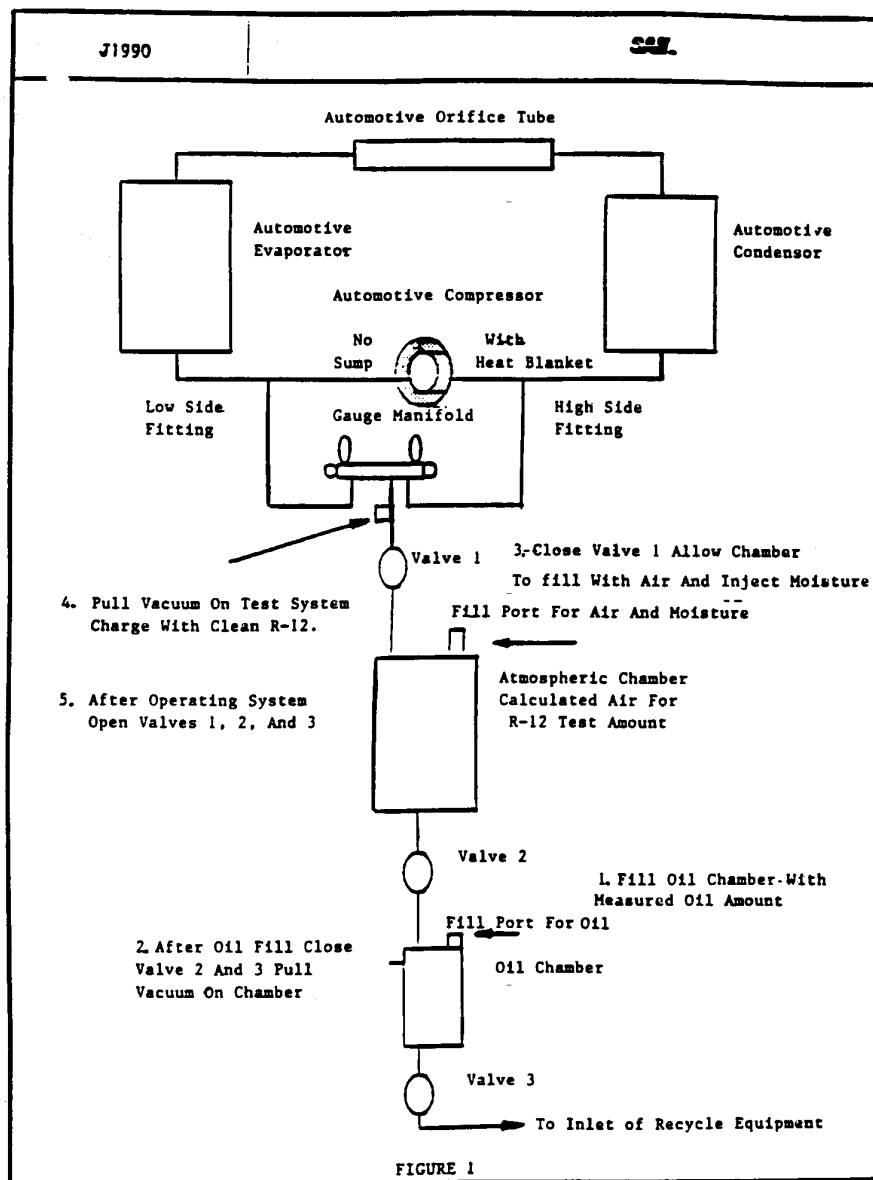 J1990
SAE
Automotive Orifice Tube
Automotive
Evaporator
Automotive
Condensor
Automotive Compressor
No
Sump
With
Heat Blanket
Low Side
Fitting
Gauge Manifold
High Side
Fitting
Valve 1
3.-Close Valve 1 Allow Chamber
To fill With Air And Inject Moisture
4. Pull Vacuum On Test System
Charge With Clean R-12.
Fill Port For Air And Moisture
5. After Operating System
Open Valves 1, 2, And 3
Atmospheric Chamber
Calculated Air For
R-12 Test Amount
Valve 2
1. Fill Oil Chamber-With
Measured Oil Amount
Fill Port For Oil
2. After Oil Fill Close
Valve 2 And 3 Pull
Vacuum On Chamber
Oil Chamber
Valve 3
To Inlet of Recycle Equipment
FIGURE 1